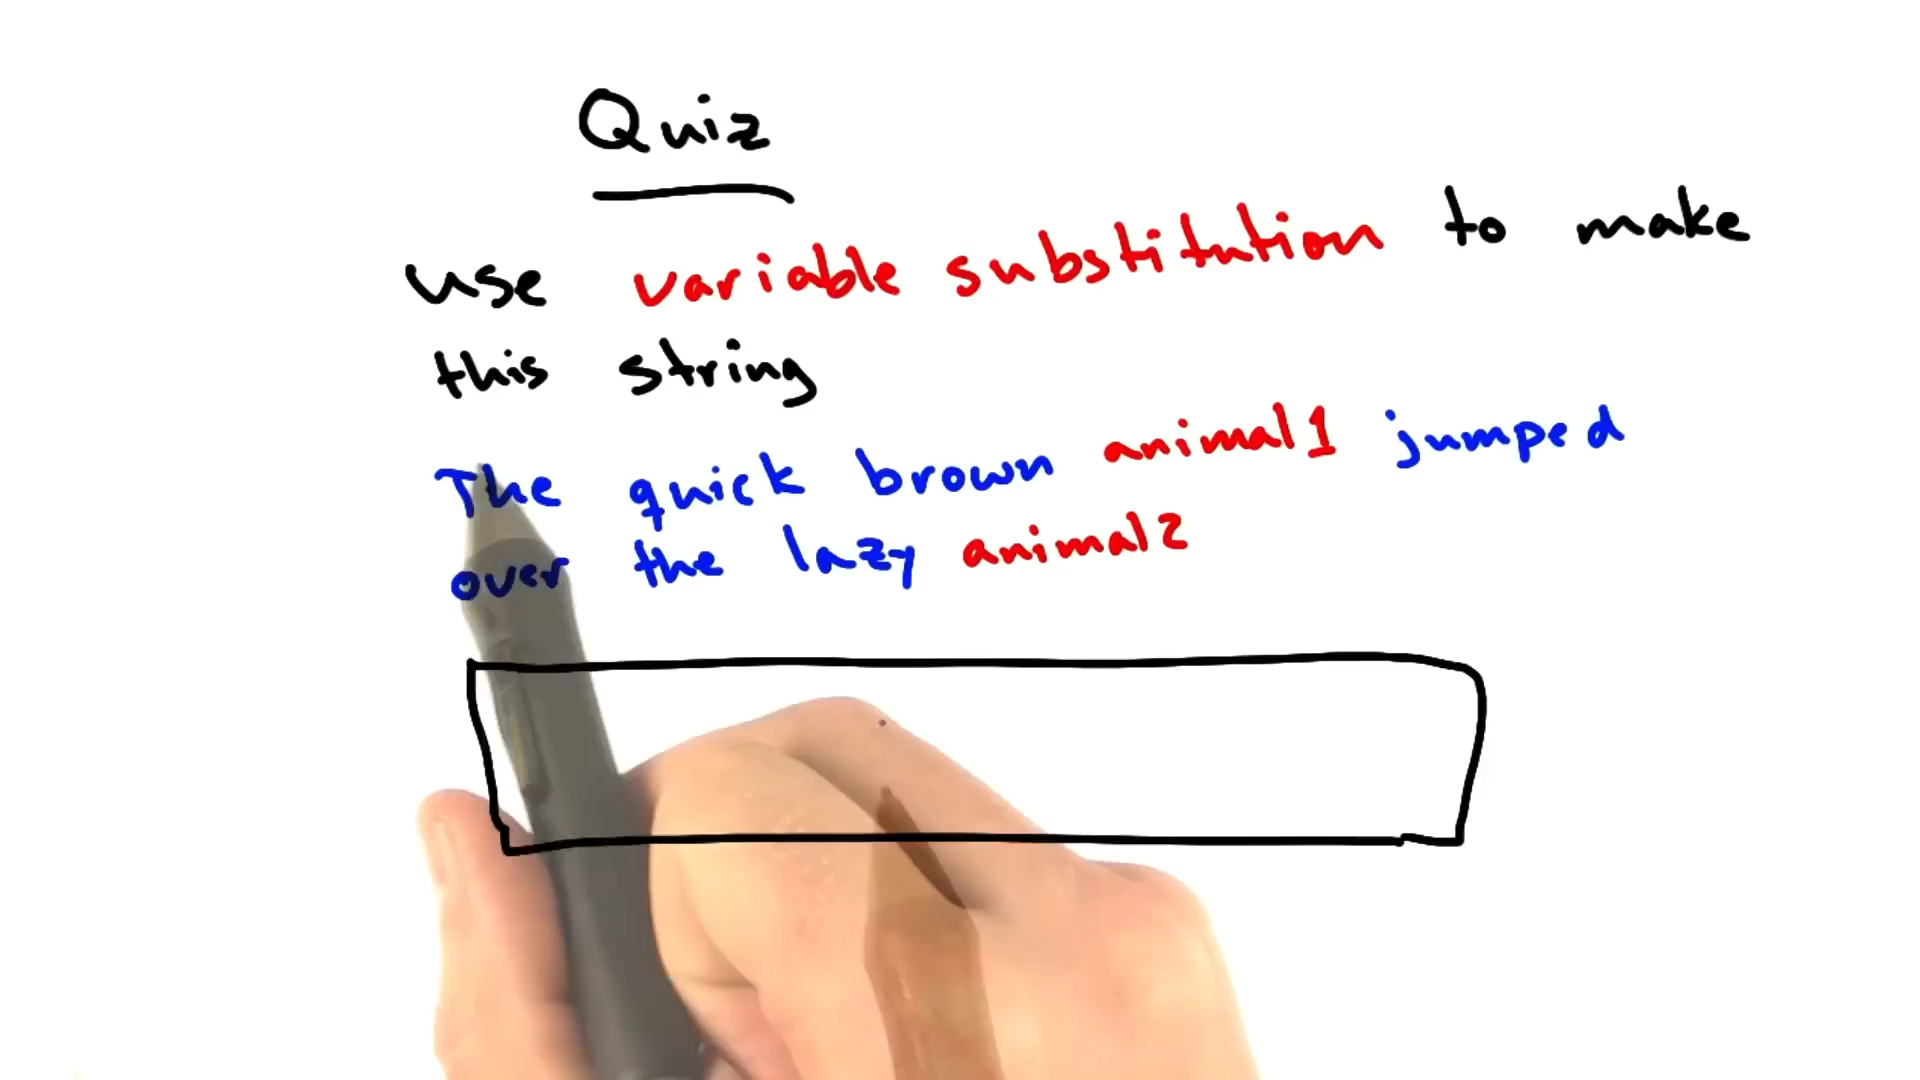 Quiz
use variable substitution to make
this string
The quick brown animal1 jumped
over the lazy animal2